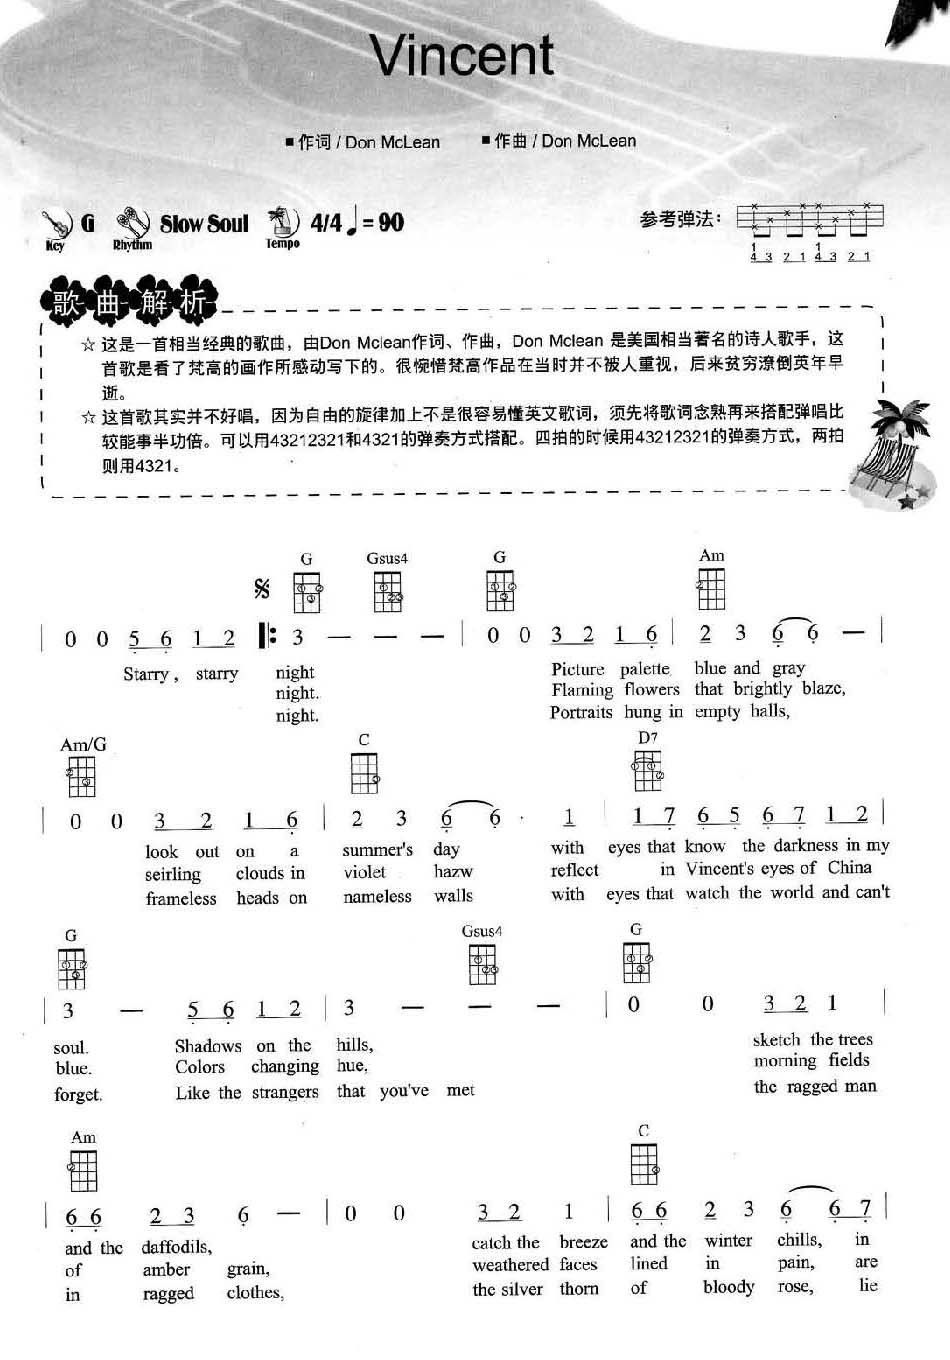 Vincent
■作词 / Don McLean ■作曲 / Don McLean
Key G Rhythm Slow Soul Tempo 4/4 ♩= 90 参考弹法：
1 1
4 3 2 1 4 3 2 1
歌曲解析
☆ 这是一首相当经典的歌曲，由Don Mclean作词、作曲，Don Mclean 是美国相当著名的诗人歌手，这
首歌是看了梵高的画作所感动写下的。很惋惜梵高作品在当时并不被人重视，后来贫穷潦倒英年早
逝。
☆ 这首歌其实并不好唱，因为自由的旋律加上不是很容易懂英文歌词，须先将歌词念熟再来搭配弹唱比
较能事半功倍。可以用43212321和4321的弹奏方式搭配。四拍的时候用43212321的弹奏方式，两拍
则用4321。
G Gsus4 G Am
| 0 0 5 6 1 2 ‖: 3 — — — | 0 0 3 2 1 6 | 2 3 6 6 — |
Starry, starry night Picture palette blue and gray
night. Flaming flowers that brightly blaze,
night. Portraits hung in empty halls,
Am/G C D7
| 0 0 3 2 1 6 | 2 3 6 6 · 1 | 1 7 6 5 6 7 1 2 |
look out on a summer's day with eyes that know the darkness in my
seirling clouds in violet hazw reflect in Vincent's eyes of China
frameless heads on nameless walls with eyes that watch the world and can't
G Gsus4 G
| 3 — 5 6 1 2 | 3 — — — | 0 0 3 2 1 |
soul. Shadows on the hills, sketch the trees
blue. Colors changing hue, morning fields
forget. Like the strangers that you've met the ragged man
Am C
| 6 6 2 3 6 — | 0 0 3 2 1 | 6 6 2 3 6 6 7 |
and the daffodils, catch the breeze and the winter chills, in
of amber grain, weathered faces lined in pain, are
in ragged clothes, the silver thorn of bloody rose, lie